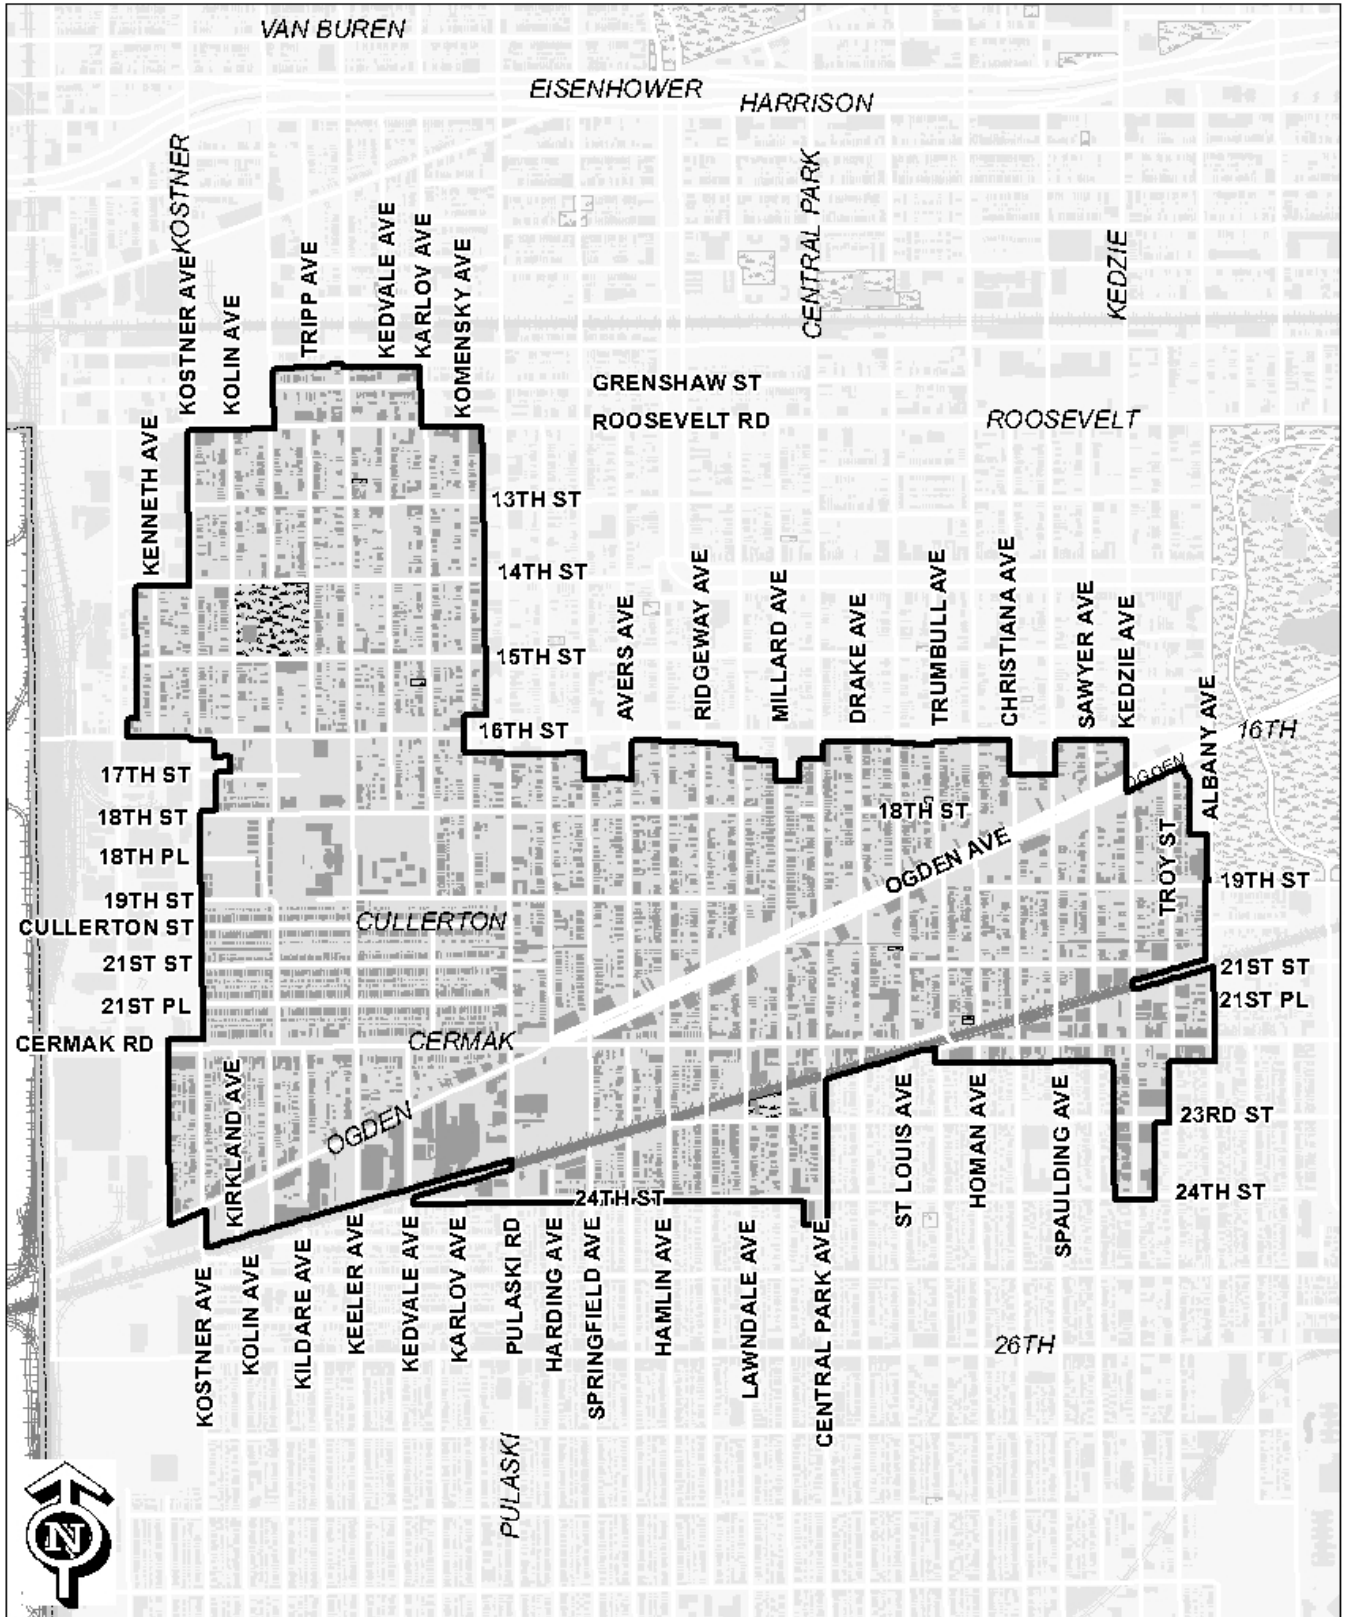 VAN BUREN
EISENHOWER
HARRISON
KOSTNER
CENTRAL PARK
KEDZIE
KOSTNER AVE
KOLIN AVE
TRIPP AVE
KEDVALE AVE
KARLOV AVE
KOMENSKY AVE
GRENSHAW ST
ROOSEVELT RD
ROOSEVELT
KENNETH AVE
13TH ST
14TH ST
15TH ST
16TH ST
AVERS AVE
RIDGEWAY AVE
MILLARD AVE
DRAKE AVE
TRUMBULL AVE
CHRISTIANA AVE
SAWYER AVE
KEDZIE AVE
ALBANY AVE
16TH
OGDEN
17TH ST
18TH ST
18TH ST
OGDEN AVE
TROY ST
18TH PL
19TH ST
19TH ST
CULLERTON ST
CULLERTON
21ST ST
21ST ST
21ST PL
21ST PL
CERMAK RD
CERMAK
KIRKLAND AVE
OGDEN
ST LOUIS AVE
HOMAN AVE
SPAULDING AVE
23RD ST
24TH ST
24TH ST
KOSTNER AVE
KOLIN AVE
KILDARE AVE
KEELER AVE
KEDVALE AVE
KARLOV AVE
PULASKI RD
HARDING AVE
SPRINGFIELD AVE
HAMLIN AVE
LAWNDALE AVE
CENTRAL PARK AVE
26TH
PULASKI
N